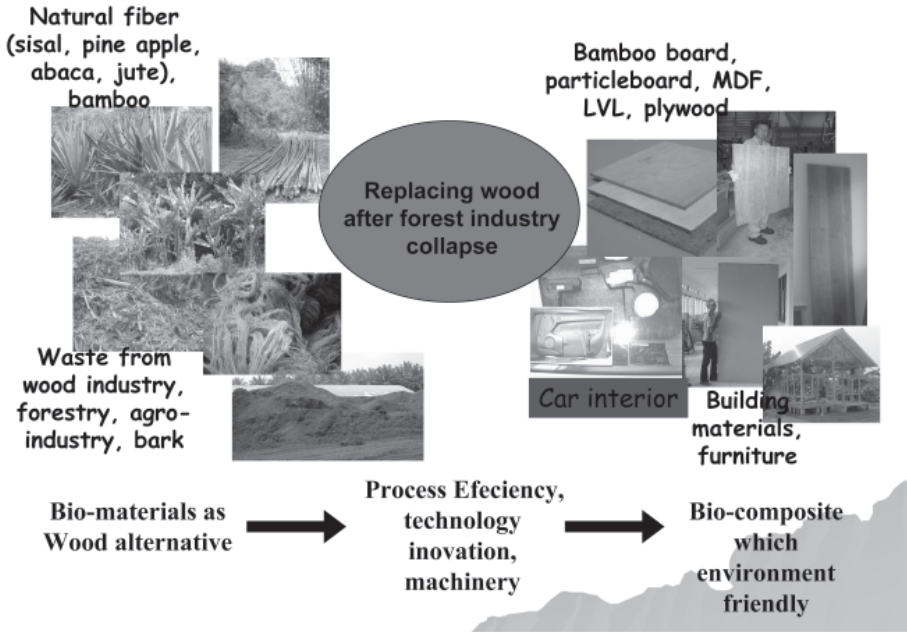 Natural fiber
(sisal, pine apple,
abaca, jute),
bamboo
Bamboo board,
particleboard, MDF,
LVL, plywood
Replacing wood
after forest industry
collapse
Waste from
wood industry,
forestry, agro-
industry, bark
Car interior
Building
materials,
furniture
Bio-materials as
Wood alternative
Process Efeciency,
technology
inovation,
machinery
Bio-composite
which
environment
friendly